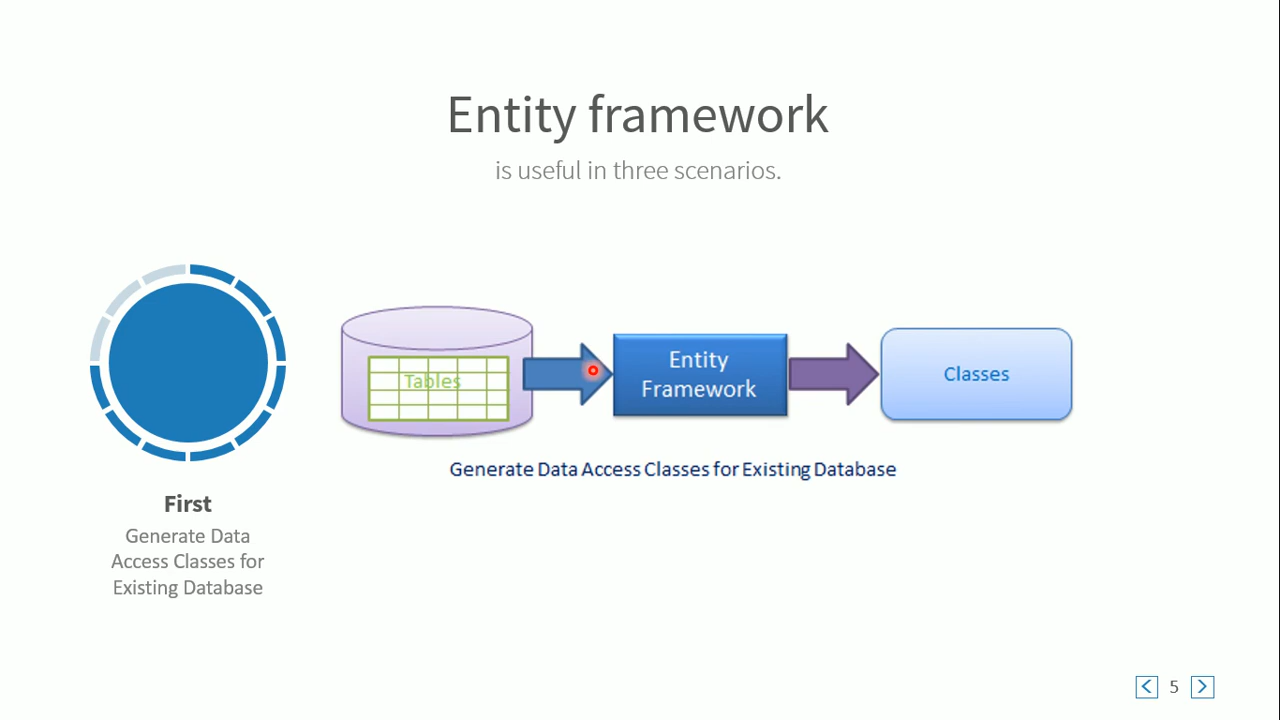 Entity framework
is useful in three scenarios.
Tables
Entity
Framework
Classes
Generate Data Access Classes for Existing Database
First
Generate Data
Access Classes for
Existing Database
5